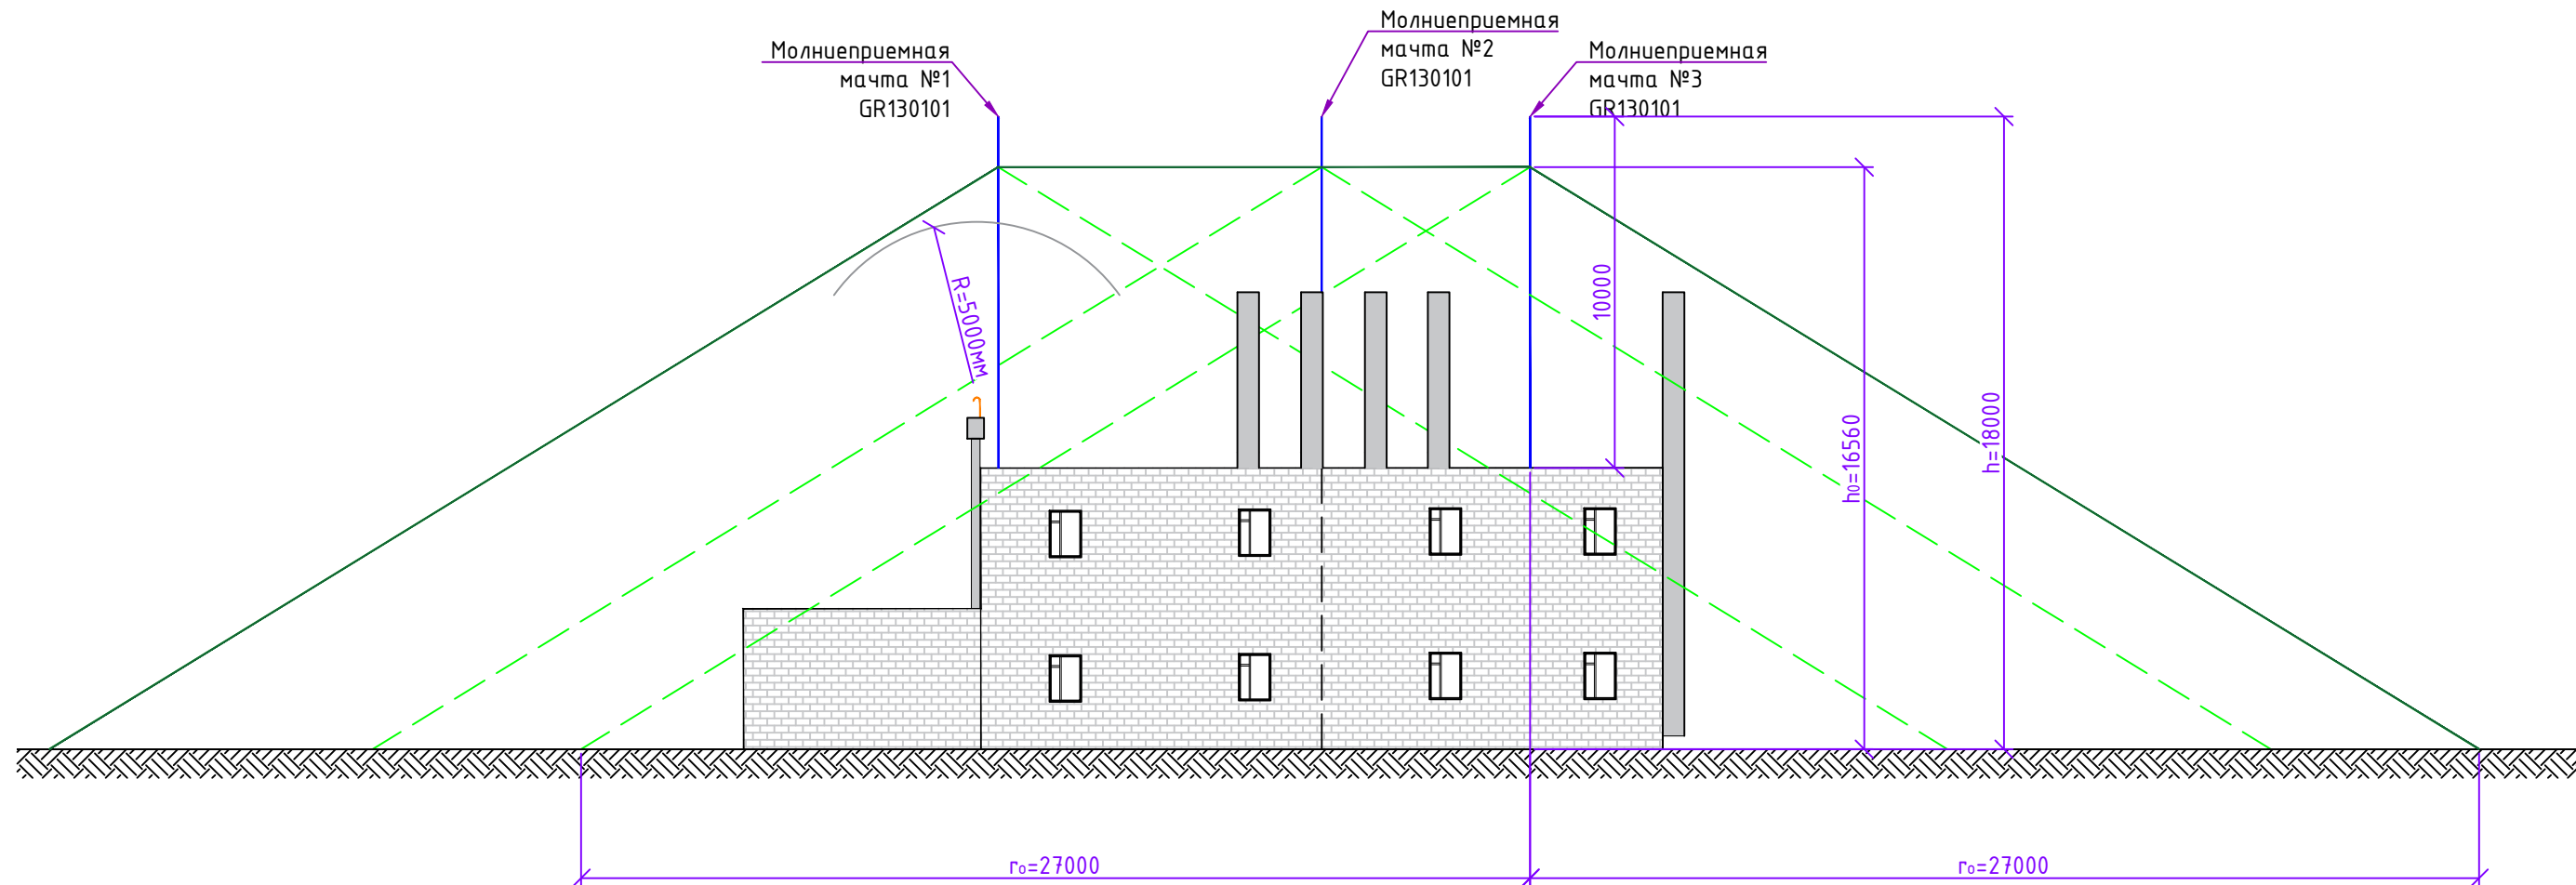 Молниеприемная
мачта №1
GR130101
Молниеприемная
мачта №2
GR130101
Молниеприемная
мачта №3
GR130101
R=5000мм
10000
h₀=16560
h=18000
r₀=27000
r₀=27000